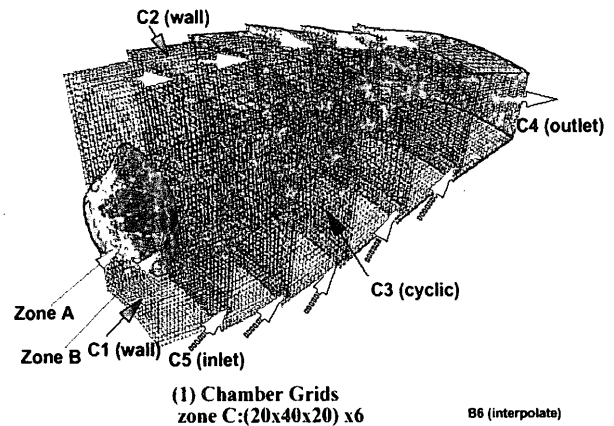 C2 (wall)
C4 (outlet)
C3 (cyclic)
Zone A
Zone B
C1 (wall)
C5 (inlet)
(1) Chamber Grids
zone C:(20x40x20) x6
B6 (interpolate)